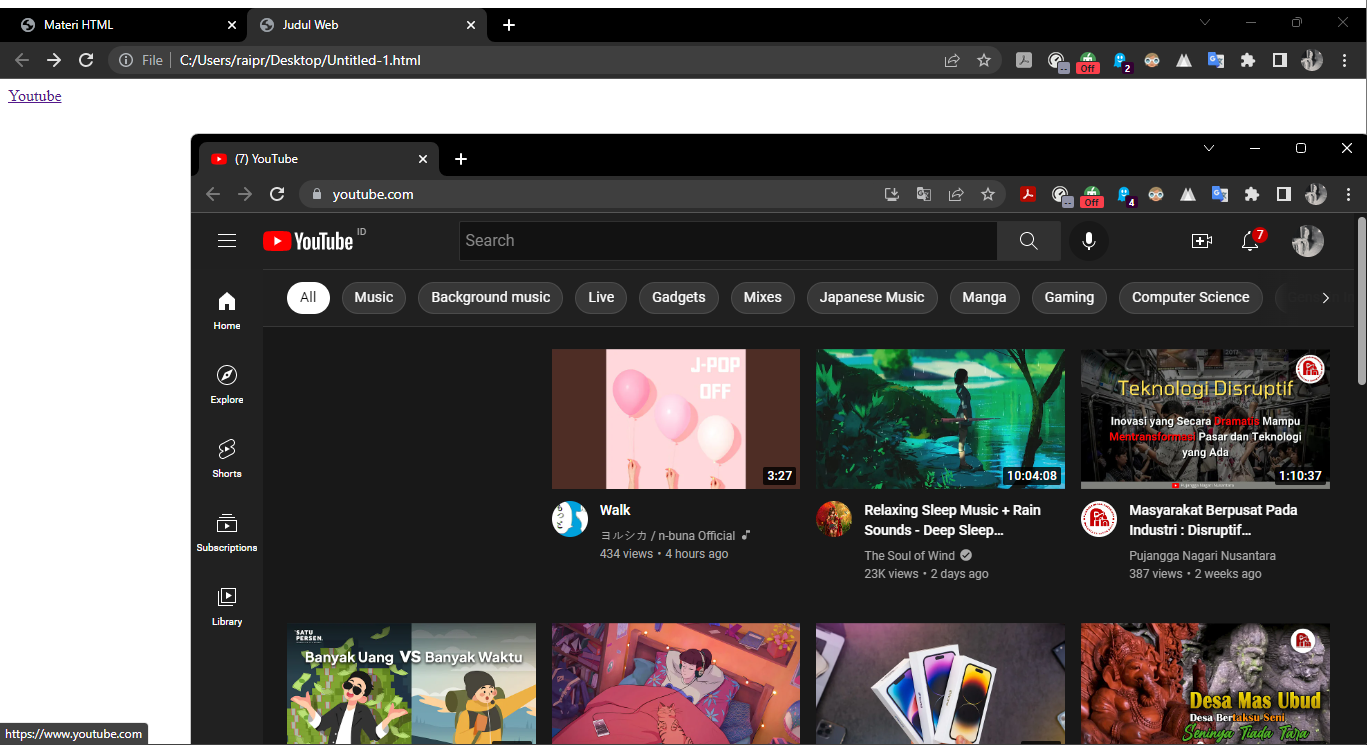 Materi HTML
Judul Web
File
C:/Users/raipr/Desktop/Untitled-1.html
Off
2
Youtube
(7) YouTube
youtube.com
Off
4
YouTube ID
Search
7
All
Music
Background music
Live
Gadgets
Mixes
Japanese Music
Manga
Gaming
Computer Science
Home
Explore
Shorts
Subscriptions
Library
J-POP
OFF
3:27
Walk
ヨルシカ / n-buna Official
434 views • 4 hours ago
10:04:08
Relaxing Sleep Music + Rain
Sounds - Deep Sleep...
The Soul of Wind
23K views • 2 days ago
Teknologi Disruptif
Inovasi yang Secara Dramatis Mampu
Mentransformasi Pasar dan Teknologi
yang Ada
1:10:37
Masyarakat Berpusat Pada
Industri : Disruptif...
Pujangga Nagari Nusantara
387 views • 2 weeks ago
SATU
PERSEN.
Banyak Uang VS Banyak Waktu
Desa Mas Ubud
Desa Bertaksu Seni
Seninya Tiada Tara
https://www.youtube.com